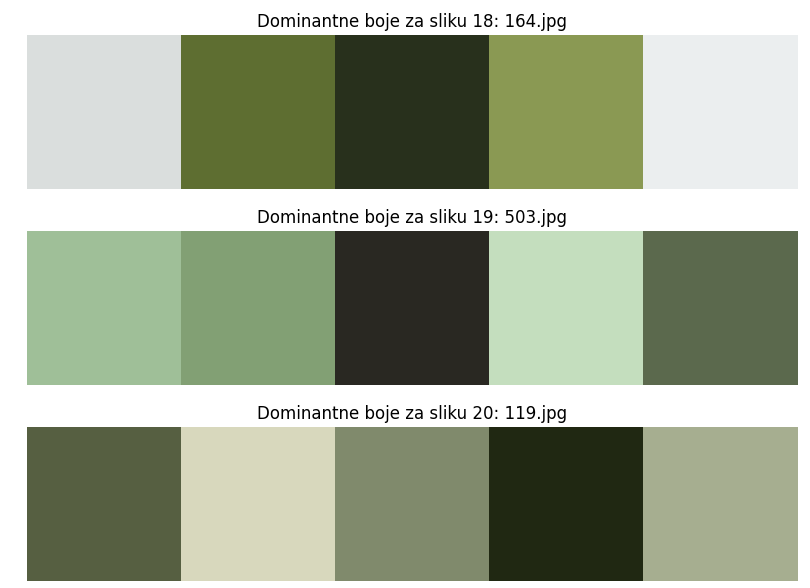 Dominantne boje za sliku 18: 164.jpg
Dominantne boje za sliku 19: 503.jpg
Dominantne boje za sliku 20: 119.jpg